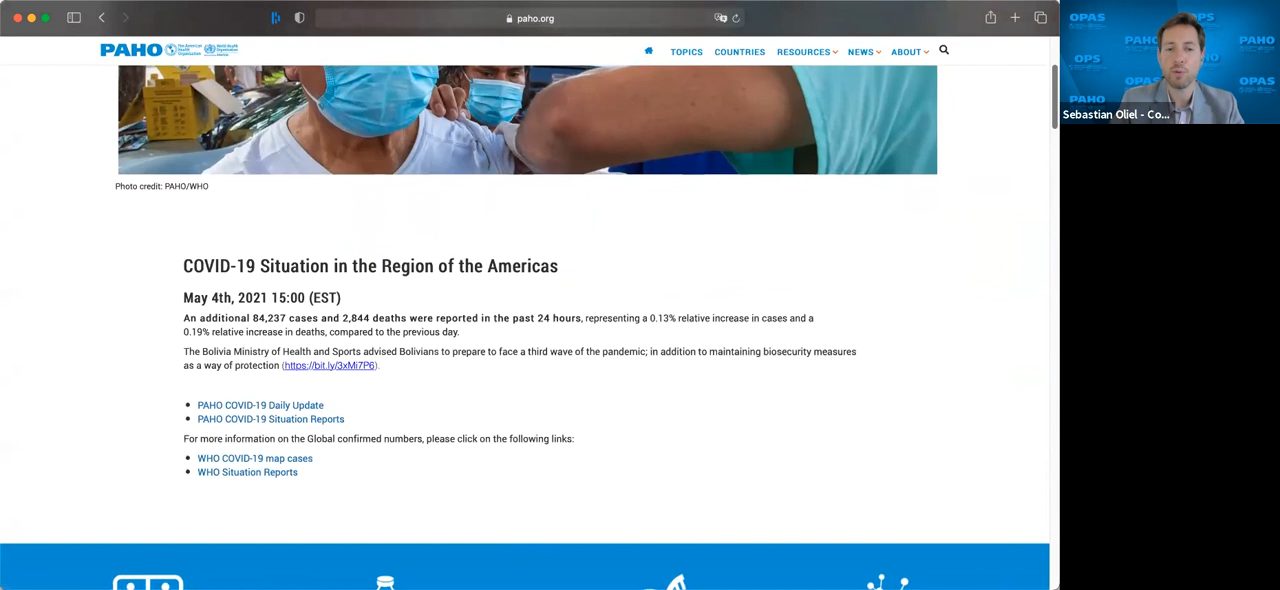 paho.org
PAHO
TOPICS COUNTRIES RESOURCES NEWS ABOUT
OPAS
PAHO
OPS
PAHO
OPAS
OPAS
PAHO
Sebastian Oliel - Co...
Photo credit: PAHO/WHO
COVID-19 Situation in the Region of the Americas
May 4th, 2021 15:00 (EST)
An additional 84,237 cases and 2,844 deaths were reported in the past 24 hours, representing a 0.13% relative increase in cases and a
0.19% relative increase in deaths, compared to the previous day.
The Bolivia Ministry of Health and Sports advised Bolivians to prepare to face a third wave of the pandemic; in addition to maintaining biosecurity measures
as a way of protection (https://bit.ly/3xMi7P6).
PAHO COVID-19 Daily Update
PAHO COVID-19 Situation Reports
For more information on the Global confirmed numbers, please click on the following links:
WHO COVID-19 map cases
WHO Situation Reports